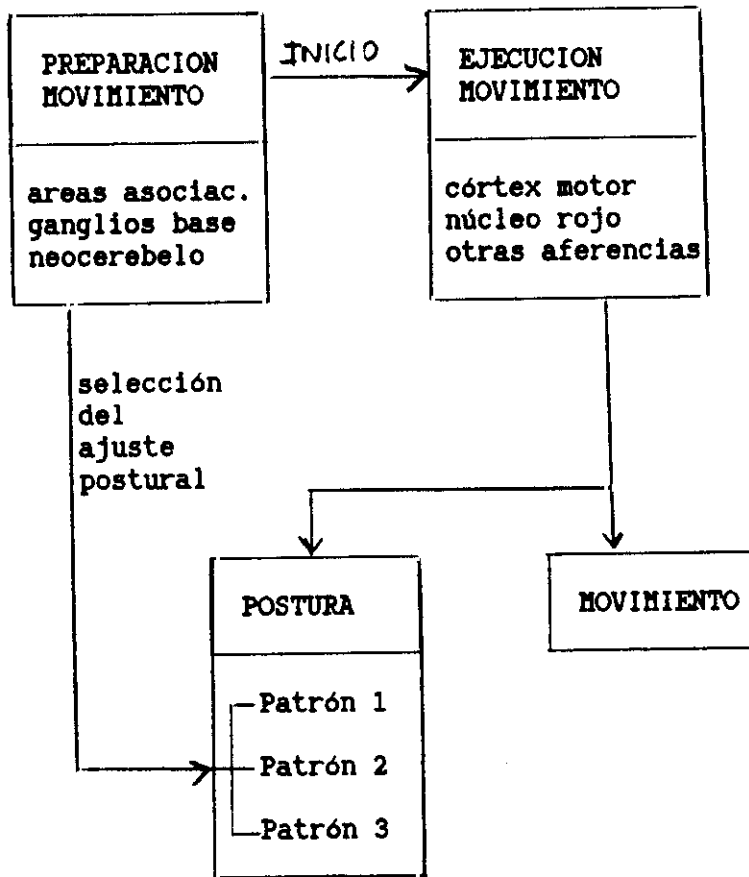 PREPARACION
MOVIMIENTO
areas asociac.
ganglios base
neocerebelo
INICIO
EJECUCION
MOVIMIENTO
córtex motor
núcleo rojo
otras aferencias
selección
del
ajuste
postural
POSTURA
Patrón 1
Patrón 2
Patrón 3
MOVIMIENTO